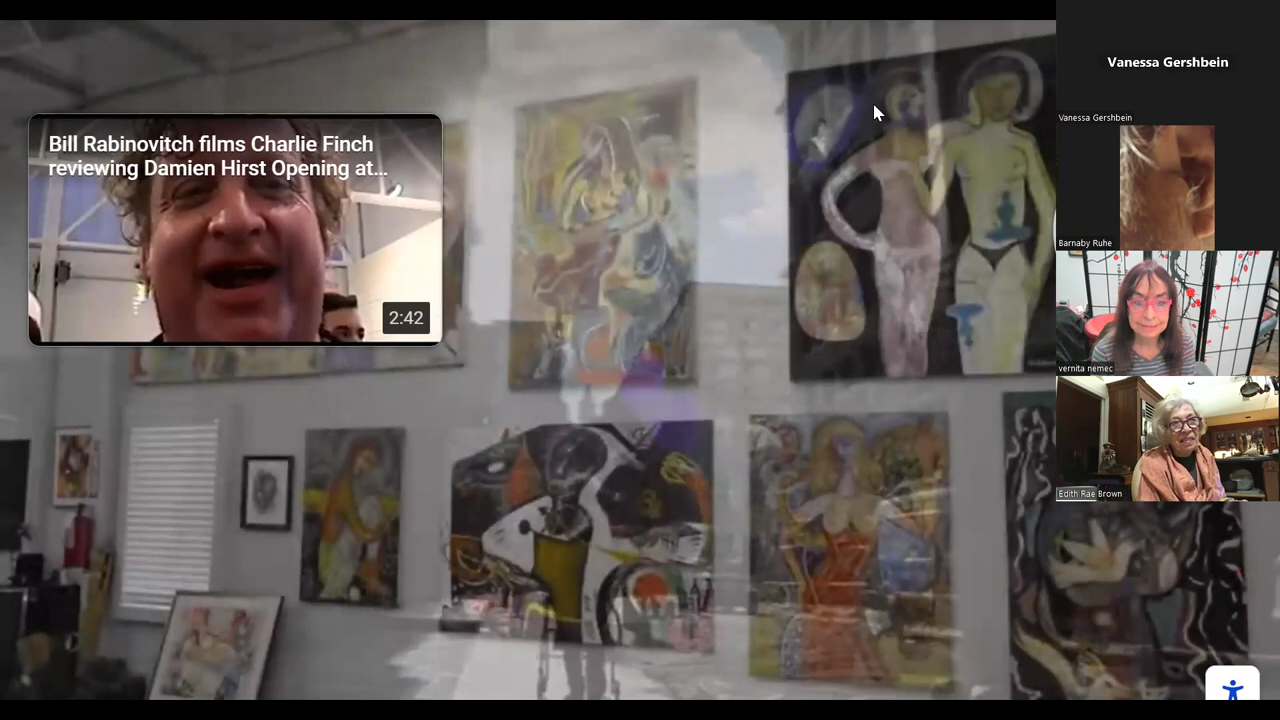 Bill Rabinovitch films Charlie Finch
reviewing Damien Hirst Opening at...
2:42
Vanessa Gershbein
Vanessa Gershbein
Barnaby Ruhe
vernita nemec
Edith Rae Brown